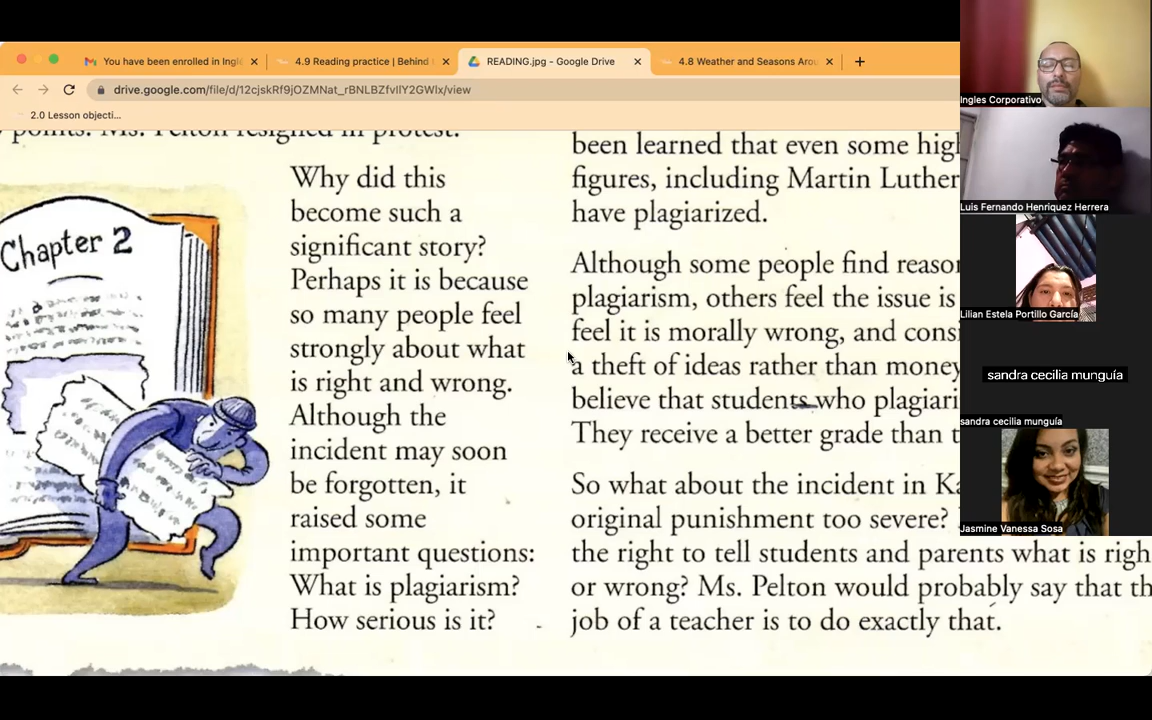 You have been enrolled in Ingl
4.9 Reading practice | Behind
READING.jpg - Google Drive
4.8 Weather and Seasons Arou
drive.google.com/file/d/12cjskRf9jOZMNat_rBNLBZfvIlY2GWlx/view
2.0 Lesson objecti...
points. Ms. Pelton resigned in protest.
Chapter 2
Why did this
become such a
significant story?
Perhaps it is because
so many people feel
strongly about what
is right and wrong.
Although the
incident may soon
be forgotten, it
raised some
important questions:
What is plagiarism?
How serious is it?
been learned that even some hig
figures, including Martin Luther
have plagiarized.
Although some people find reaso
plagiarism, others feel the issue is
feel it is morally wrong, and cons
a theft of ideas rather than money
believe that students who plagiari
They receive a better grade than t
So what about the incident in Ka
original punishment too severe?
the right to tell students and parents what is righ
or wrong? Ms. Pelton would probably say that th
job of a teacher is to do exactly that.
Ingles Corporativo
Luis Fernando Henriquez Herrera
Lilian Estela Portillo García
sandra cecilia munguía
sandra cecilia munguía
Jasmine Vanessa Sosa